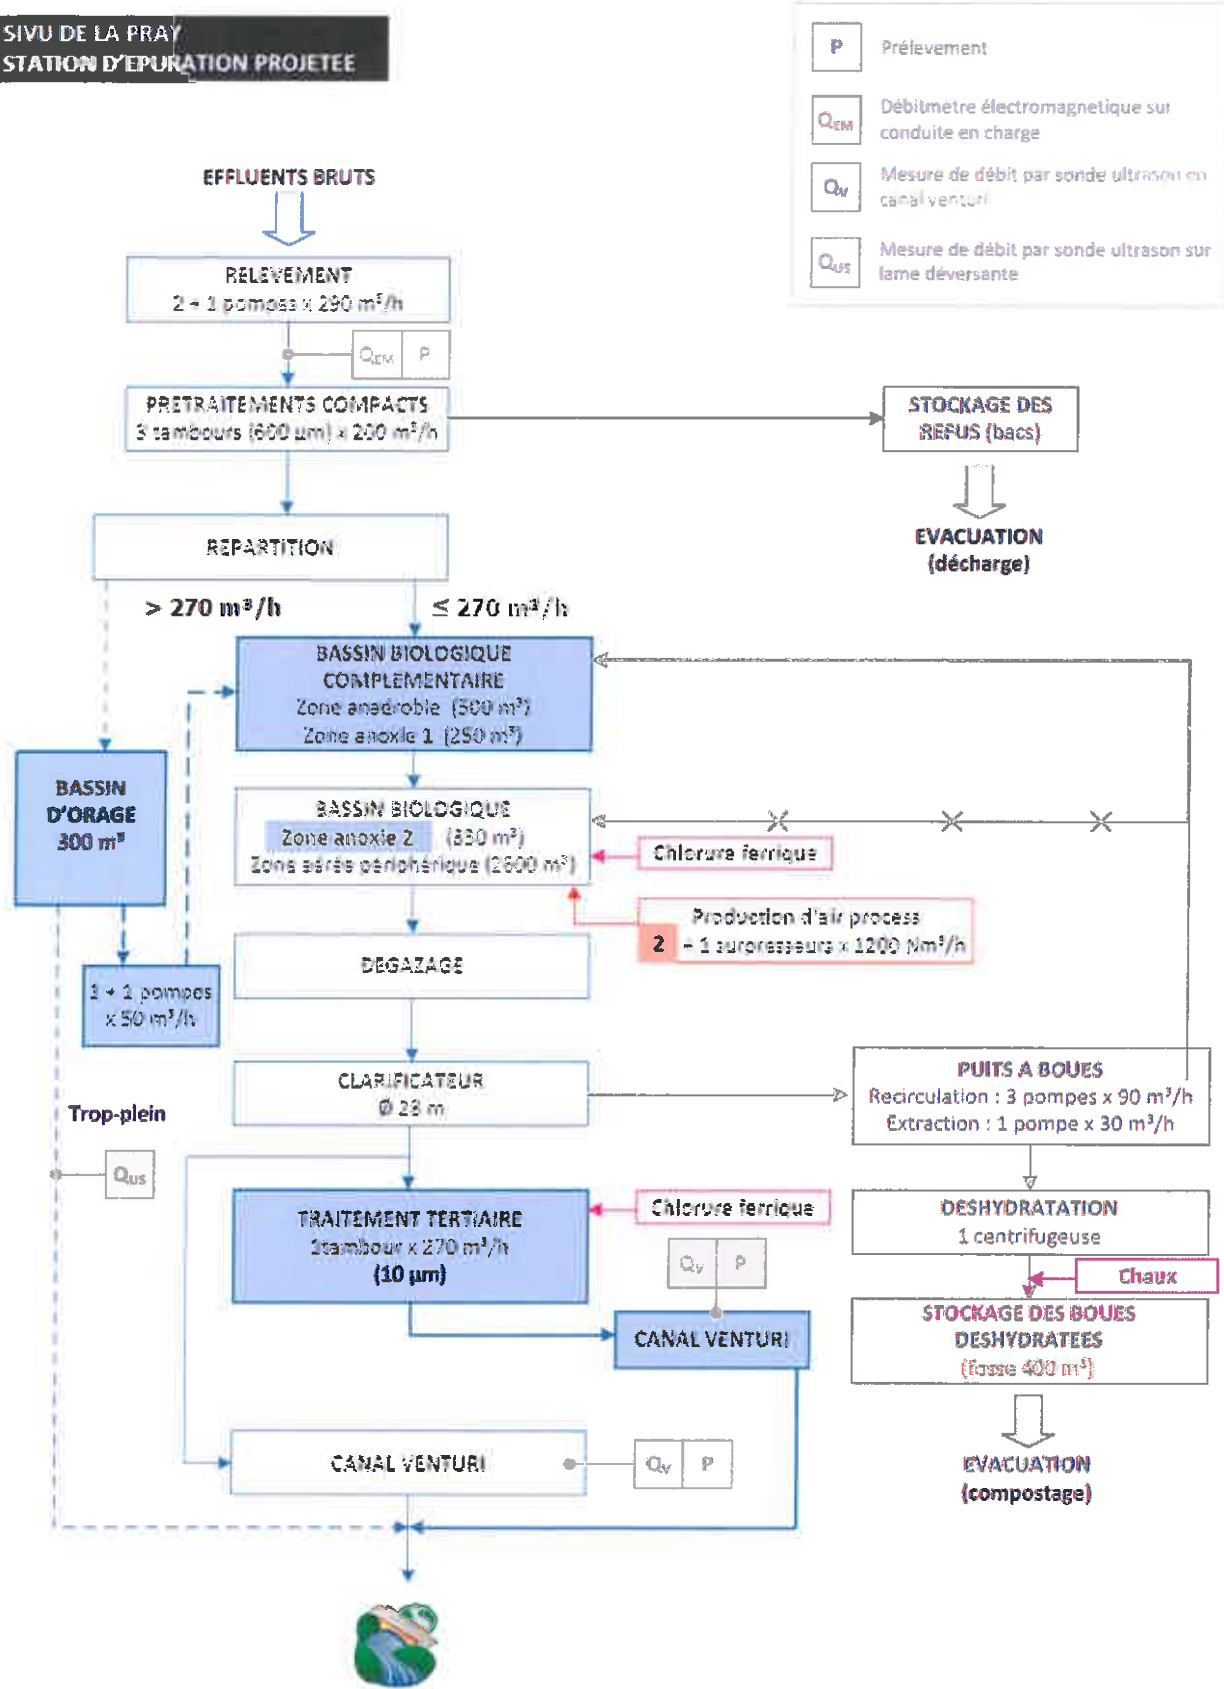 SIVU DE LA PRAY
STATION D'EPURATION PROJETEE
P
Prélevement
QEM
Débitmètre électromagnetique sur
conduite en charge
QV
Mesure de débit par sonde ultrason en
canal venturi
QUS
Mesure de débit par sonde ultrason sur
lame déversante
EFFLUENTS BRUTS
RELEVEMENT
2 + 1 pompes x 290 m³/h
QEM P
PRETRAITEMENTS COMPACTS
3 tambours (600 µm) x 200 m³/h
STOCKAGE DES
REFUS (bacs)
EVACUATION
(décharge)
REPARTITION
> 270 m³/h
≤ 270 m³/h
BASSIN BIOLOGIQUE
COMPLEMENTAIRE
Zone anaérobie (500 m³)
Zone anoxie 1 (250 m³)
BASSIN
D'ORAGE
300 m³
BASSIN BIOLOGIQUE
Zone anoxie 2 (330 m³)
Zone aérée périphérique (2600 m³)
Chlorure ferrique
Production d'air process
2 + 1 surpresseurs x 1200 Nm³/h
DEGAZAGE
1 + 1 pompes
x 50 m³/h
CLARIFICATEUR
Ø 23 m
PUITS A BOUES
Recirculation : 3 pompes x 90 m³/h
Extraction : 1 pompe x 30 m³/h
Trop-plein
QUS
TRAITEMENT TERTIAIRE
1tambour x 270 m³/h
(10 µm)
Chlorure ferrique
DESHYDRATATION
1 centrifugeuse
QV P
Chaux
CANAL VENTURI
STOCKAGE DES BOUES
DESHYDRATEES
(fosse 400 m³)
CANAL VENTURI
QV P
EVACUATION
(compostage)